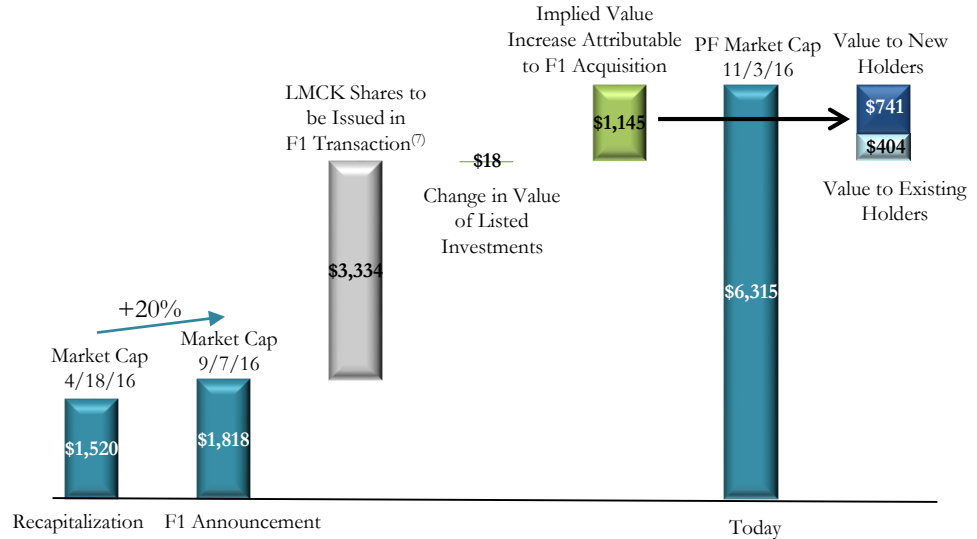 Implied Value
Increase Attributable
to F1 Acquisition
PF Market Cap
11/3/16
Value to New
Holders
LMCK Shares to
be Issued in
F1 Transaction(7)
$741
$1,145
$404
$18
Change in Value
of Listed
Investments
Value to Existing
Holders
$3,334
$6,315
+20%
Market Cap
4/18/16
Market Cap
9/7/16
$1,520
$1,818
Recapitalization
F1 Announcement
Today